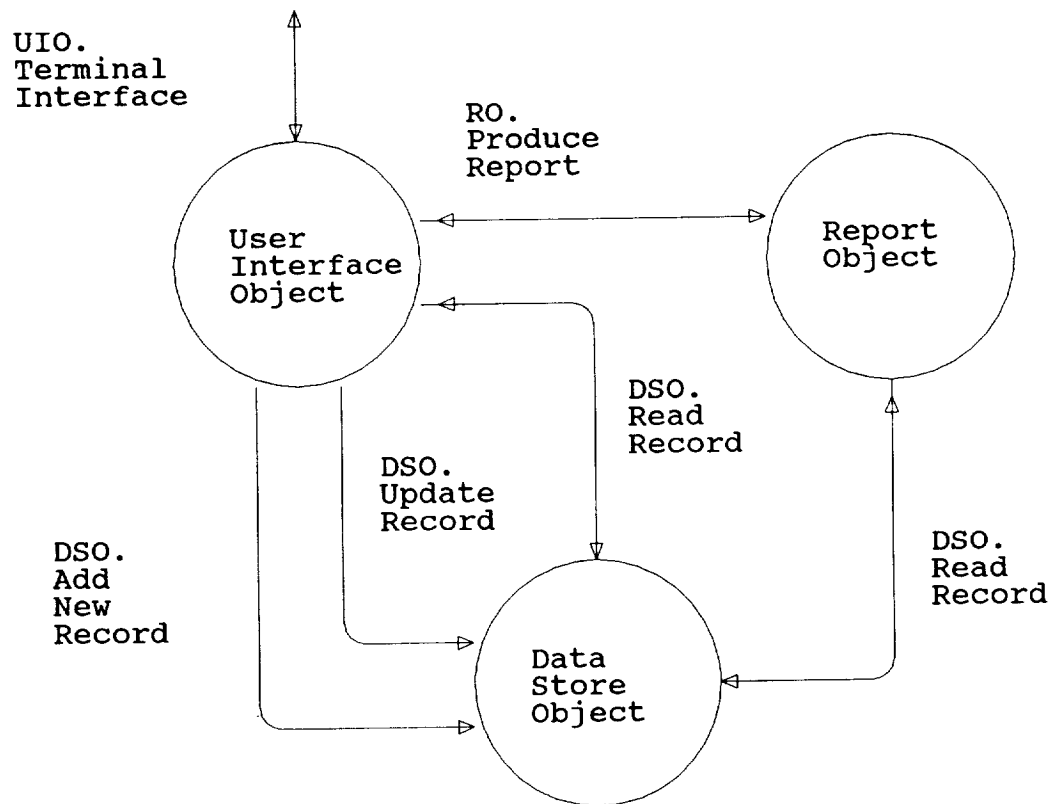 UIO.
Terminal
Interface
RO.
Produce
Report
User
Interface
Object
Report
Object
DSO.
Read
Record
DSO.
Update
Record
DSO.
Add
New
Record
DSO.
Read
Record
Data
Store
Object